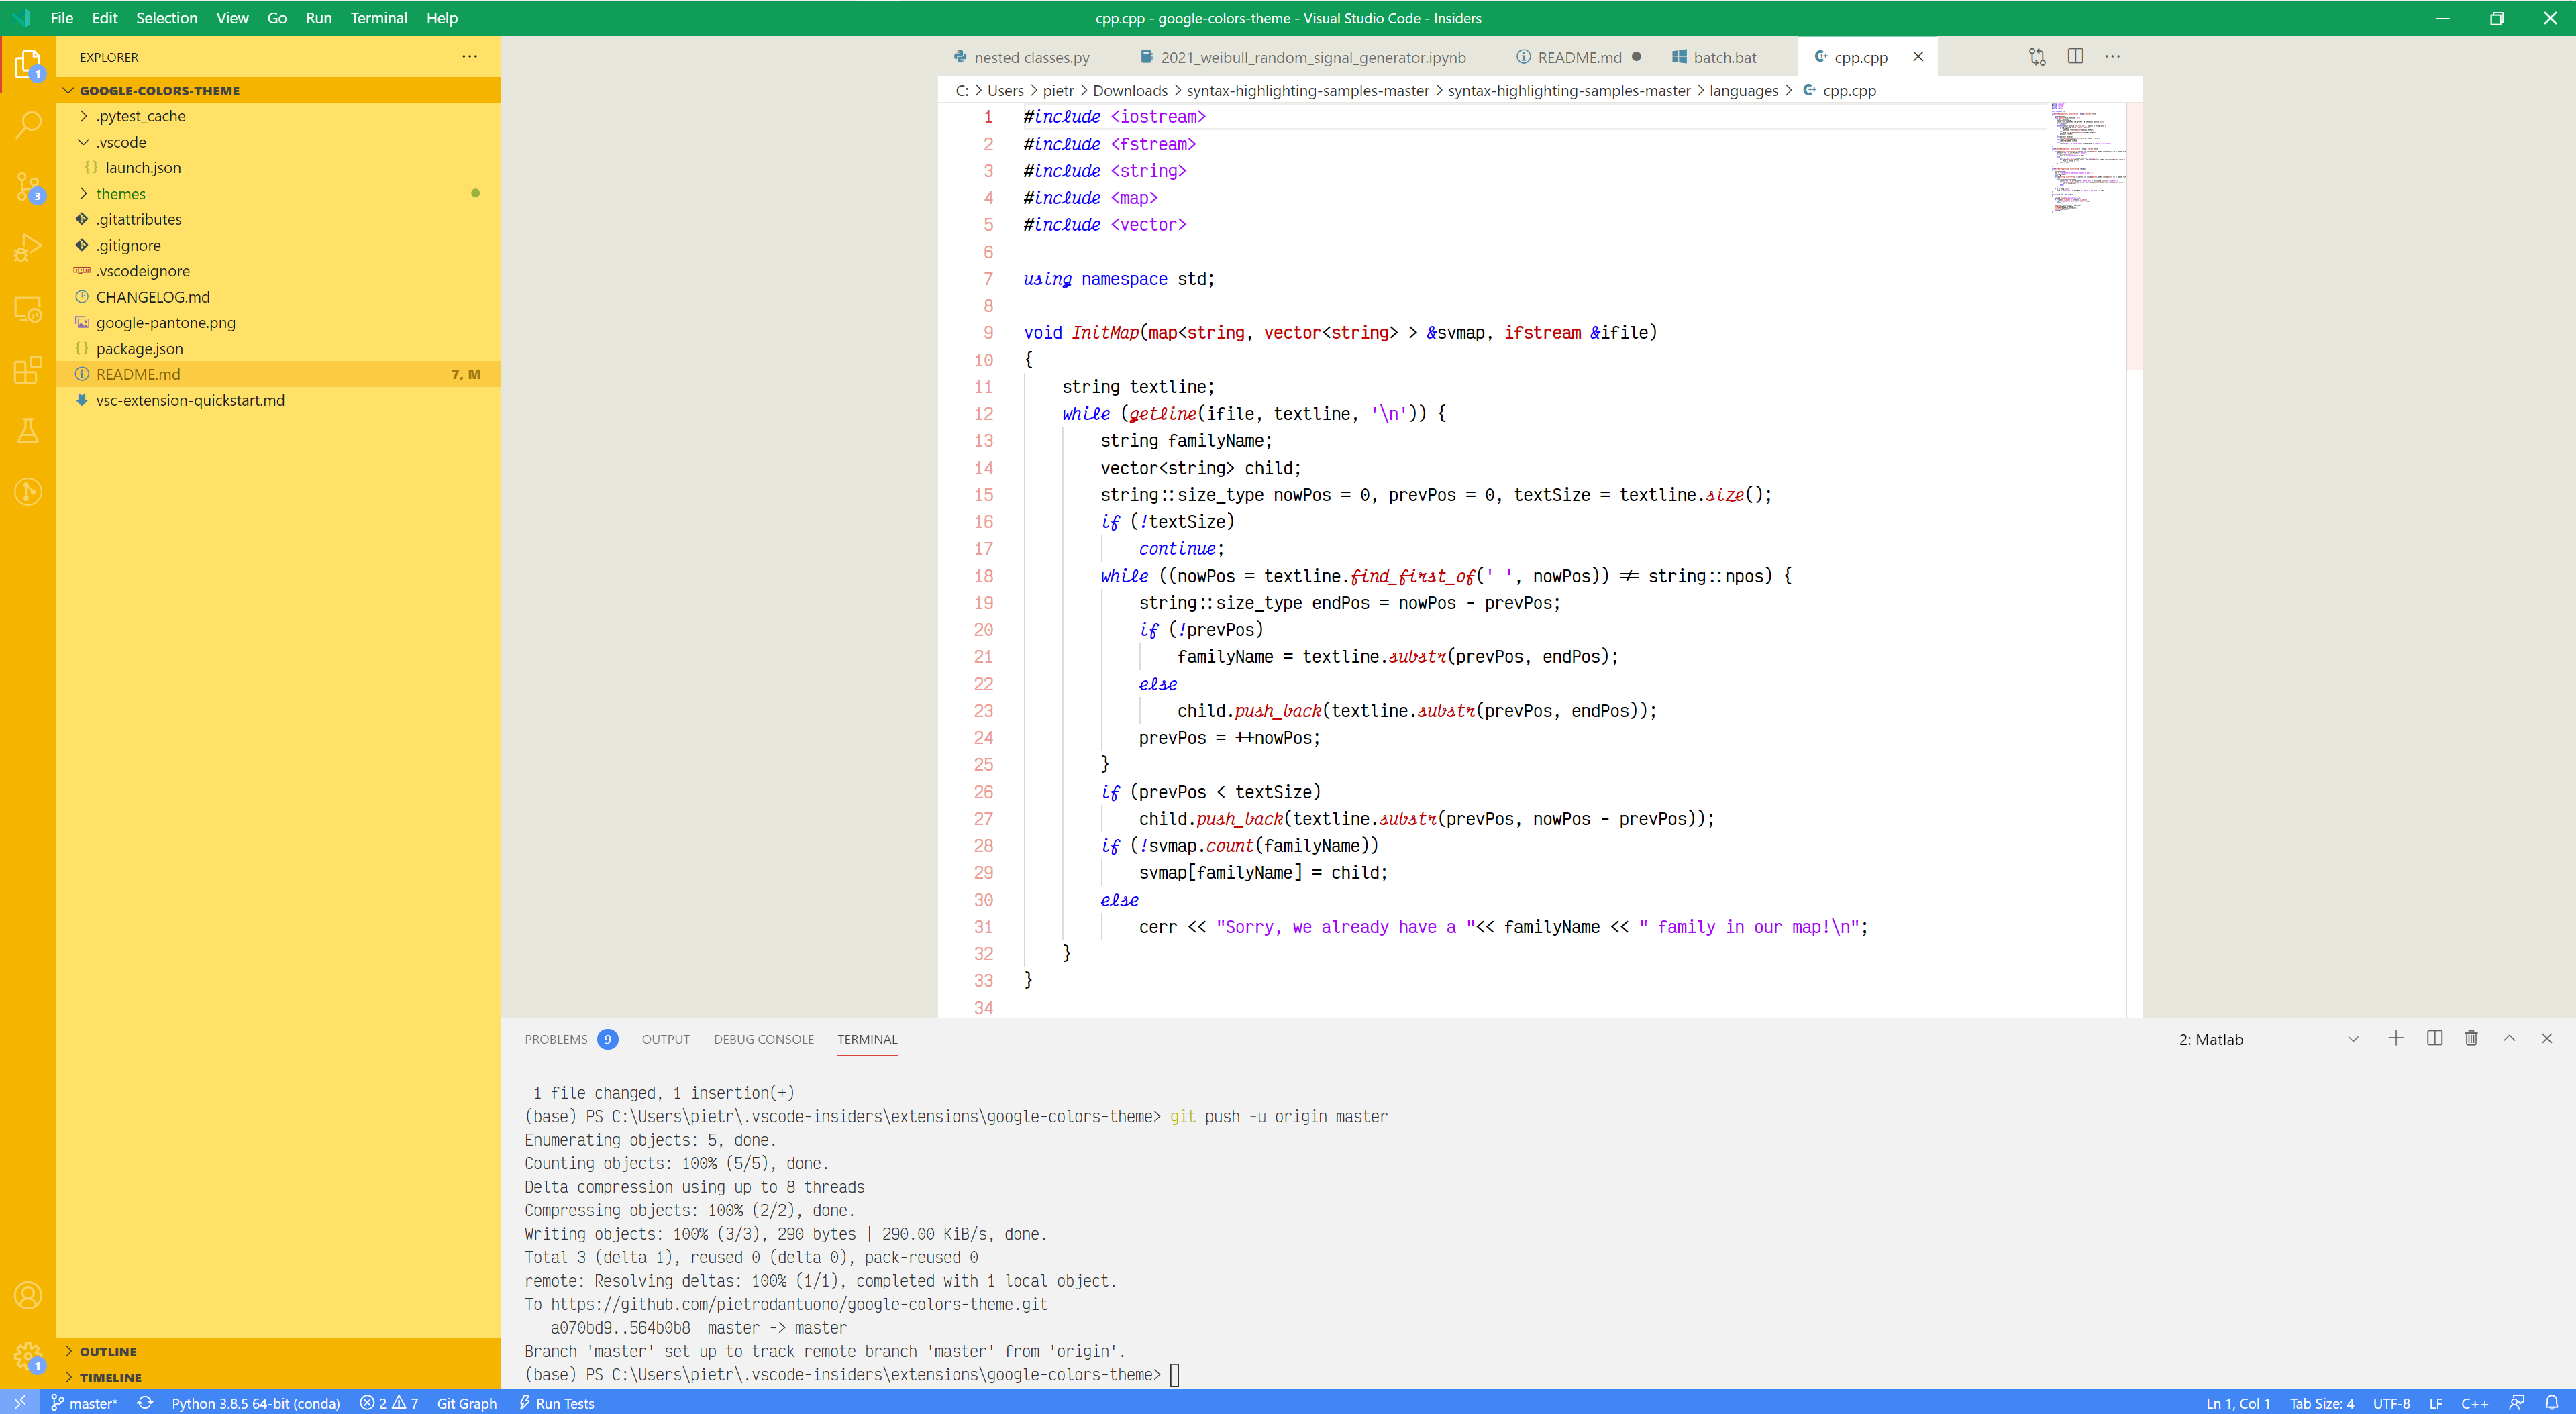 File Edit Selection View Go Run Terminal Help
cpp.cpp - google-colors-theme - Visual Studio Code - Insiders
EXPLORER
GOOGLE-COLORS-THEME
.pytest_cache
.vscode
{} launch.json
themes
.gitattributes
.gitignore
.vscodeignore
CHANGELOG.md
google-pantone.png
{} package.json
README.md 7, M
vsc-extension-quickstart.md
OUTLINE
TIMELINE
1
3
1
nested classes.py 2021_weibull_random_signal_generator.ipynb README.md batch.bat cpp.cpp
C: > Users > pietr > Downloads > syntax-highlighting-samples-master > syntax-highlighting-samples-master > languages > cpp.cpp
1 #include <iostream>
2 #include <fstream>
3 #include <string>
4 #include <map>
5 #include <vector>
6
7 using namespace std;
8
9 void InitMap(map<string, vector<string> > &svmap, ifstream &ifile)
10 {
11 string textline;
12 while (getline(ifile, textline, '\n')) {
13 string familyName;
14 vector<string> child;
15 string::size_type nowPos = 0, prevPos = 0, textSize = textline.size();
16 if (!textSize)
17 continue;
18 while ((nowPos = textline.find_first_of(' ', nowPos)) != string::npos) {
19 string::size_type endPos = nowPos - prevPos;
20 if (!prevPos)
21 familyName = textline.substr(prevPos, endPos);
22 else
23 child.push_back(textline.substr(prevPos, endPos));
24 prevPos = ++nowPos;
25 }
26 if (prevPos < textSize)
27 child.push_back(textline.substr(prevPos, nowPos - prevPos));
28 if (!svmap.count(familyName))
29 svmap[familyName] = child;
30 else
31 cerr << "Sorry, we already have a "<< familyName << " family in our map!\n";
32 }
33 }
34
PROBLEMS 9 OUTPUT DEBUG CONSOLE TERMINAL 2: Matlab
1 file changed, 1 insertion(+)
(base) PS C:\Users\pietr\.vscode-insiders\extensions\google-colors-theme> git push -u origin master
Enumerating objects: 5, done.
Counting objects: 100% (5/5), done.
Delta compression using up to 8 threads
Compressing objects: 100% (2/2), done.
Writing objects: 100% (3/3), 290 bytes | 290.00 KiB/s, done.
Total 3 (delta 1), reused 0 (delta 0), pack-reused 0
remote: Resolving deltas: 100% (1/1), completed with 1 local object.
To https://github.com/pietrodantuono/google-colors-theme.git
a070bd9..564b0b8 master -> master
Branch 'master' set up to track remote branch 'master' from 'origin'.
(base) PS C:\Users\pietr\.vscode-insiders\extensions\google-colors-theme>
master* Python 3.8.5 64-bit (conda) 2 7 Git Graph Run Tests Ln 1, Col 1 Tab Size: 4 UTF-8 LF C++